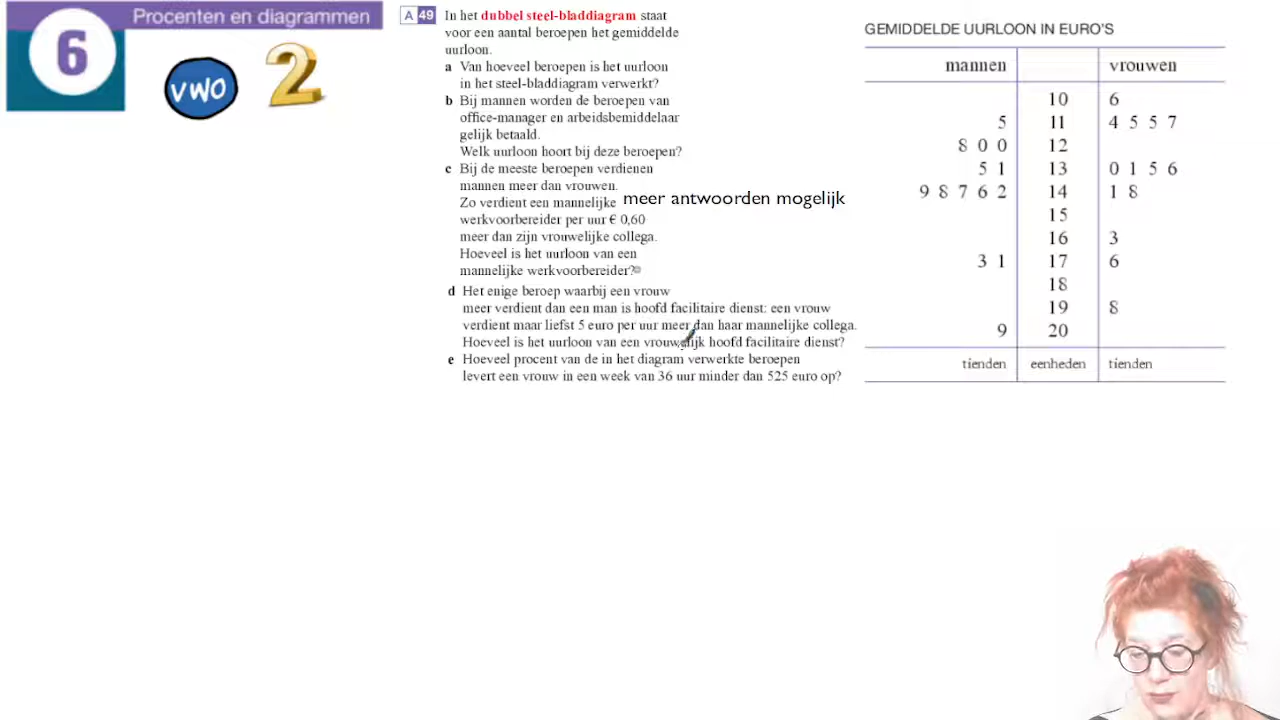 Procenten en diagrammen
6
vwo 2
A 49 In het dubbel steel-bladdiagram staat
voor een aantal beroepen het gemiddelde
uurloon.
a Van hoeveel beroepen is het uurloon
in het steel-bladdiagram verwerkt?
b Bij mannen worden de beroepen van
office-manager en arbeidsbemiddelaar
gelijk betaald.
Welk uurloon hoort bij deze beroepen?
c Bij de meeste beroepen verdienen
mannen meer dan vrouwen.
Zo verdient een mannelijke
werkvoorbereider per uur € 0,60
meer dan zijn vrouwelijke collega.
Hoeveel is het uurloon van een
mannelijke werkvoorbereider?
meer antwoorden mogelijk
d Het enige beroep waarbij een vrouw
meer verdient dan een man is hoofd facilitaire dienst: een vrouw
verdient maar liefst 5 euro per uur meer dan haar mannelijke collega.
Hoeveel is het uurloon van een vrouwelijk hoofd facilitaire dienst?
e Hoeveel procent van de in het diagram verwerkte beroepen
levert een vrouw in een week van 36 uur minder dan 525 euro op?
GEMIDDELDE UURLOON IN EURO'S
mannen vrouwen
10 6
5 11 4 5 5 7
8 0 0 12
5 1 13 0 1 5 6
9 8 7 6 2 14 1 8
15
16 3
3 1 17 6
18
19 8
9 20
tienden eenheden tienden